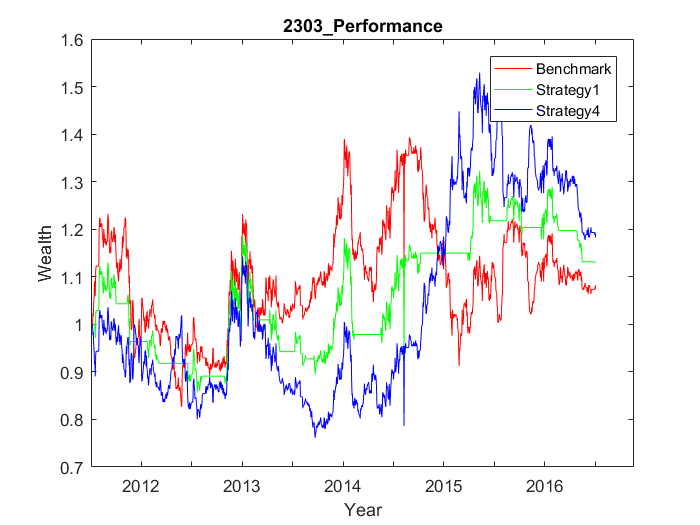 2303_Performance
1.6
1.5
1.4
1.3
1.2
1.1
1
0.9
0.8
0.7
Wealth
Benchmark
Strategy1
Strategy4
2012 2013 2014 2015 2016
Year